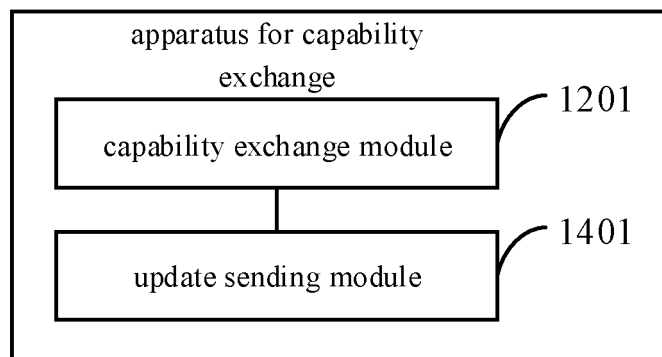 apparatus for capability
exchange
1201
capability exchange module
1401
update sending module